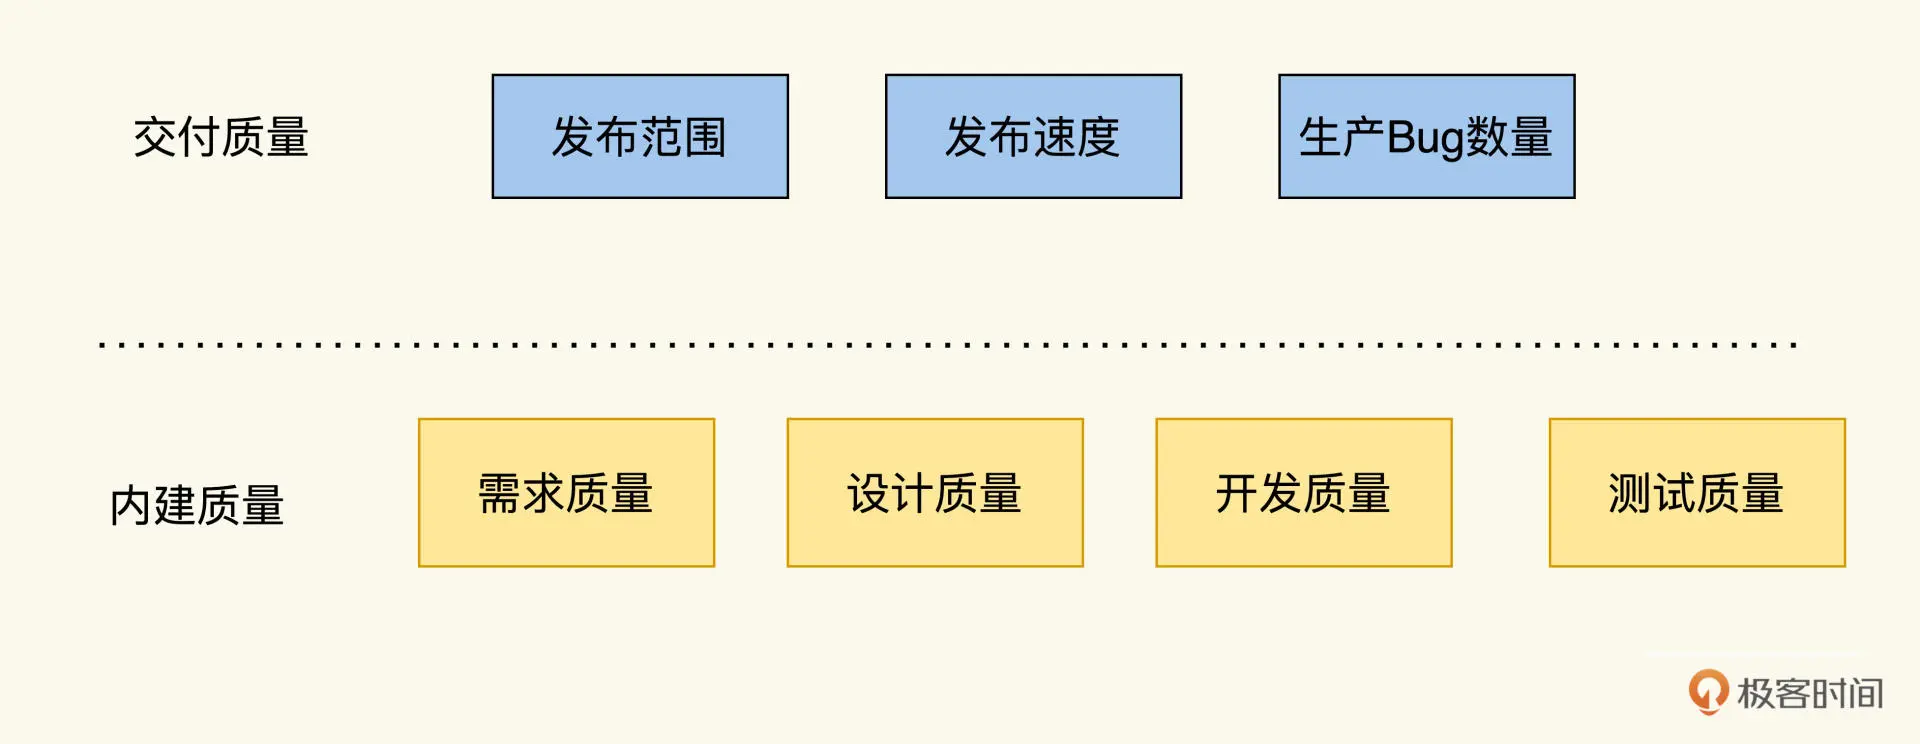 交付质量
发布范围
发布速度
生产Bug数量
内建质量
需求质量
设计质量
开发质量
测试质量
极客时间